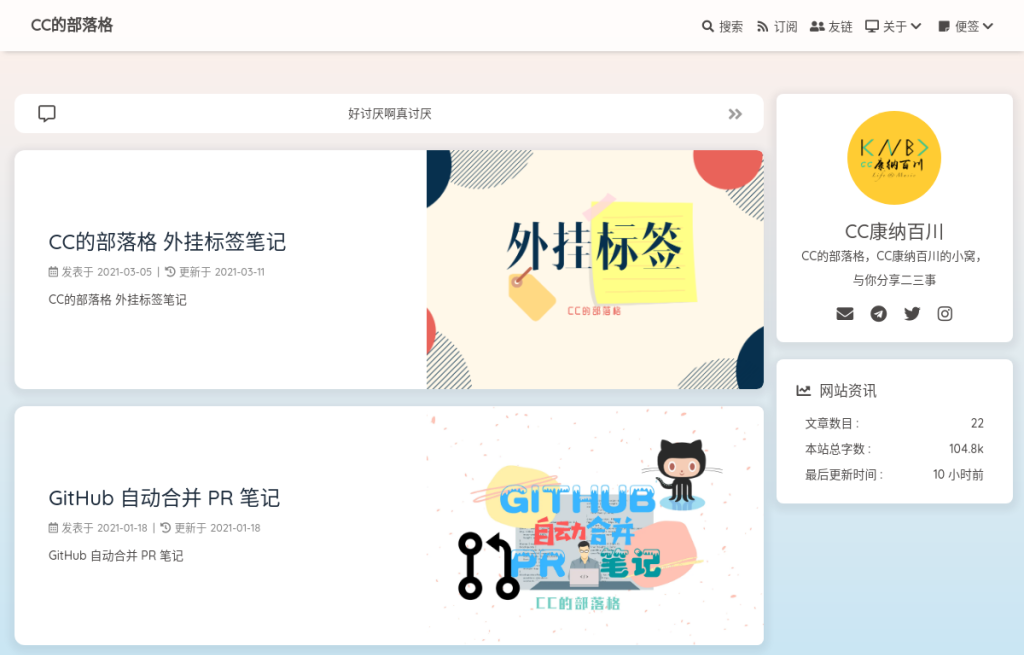 CC的部落格
搜索 订阅 友链 关于 便签
好讨厌啊真讨厌
CC的部落格 外挂标签笔记
发表于 2021-03-05 | 更新于 2021-03-11
CC的部落格 外挂标签笔记
外挂标签
CC的部落格
GitHub 自动合并 PR 笔记
发表于 2021-01-18 | 更新于 2021-01-18
GitHub 自动合并 PR 笔记
GITHUB
自动合并
PR 笔记
CC的部落格
KNBC
CC康纳百川
Life & Music
CC康纳百川
CC的部落格，CC康纳百川的小窝，
与你分享二三事
网站资讯
文章数目 : 22
本站总字数 : 104.8k
最后更新时间 : 10 小时前